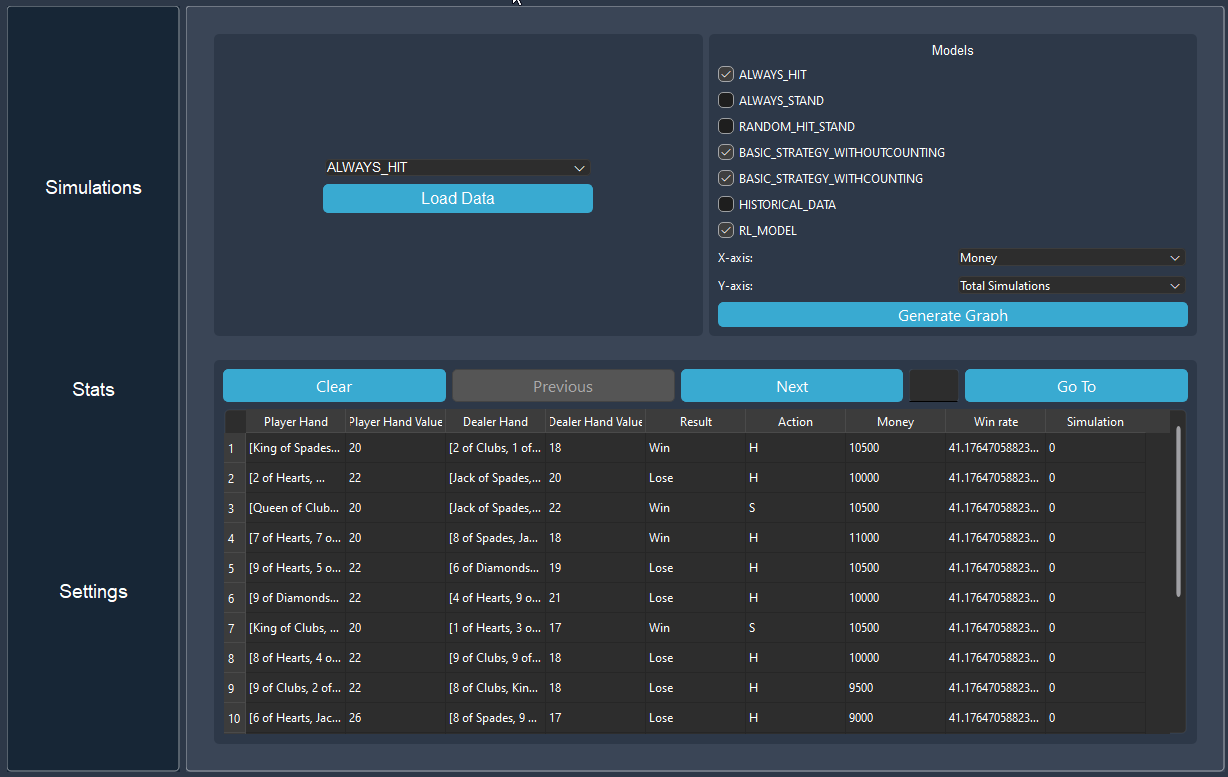 Simulations
Stats
Settings
ALWAYS_HIT
Load Data
Models
ALWAYS_HIT
ALWAYS_STAND
RANDOM_HIT_STAND
BASIC_STRATEGY_WITHOUTCOUNTING
BASIC_STRATEGY_WITHCOUNTING
HISTORICAL_DATA
RL_MODEL
X-axis: Money
Y-axis: Total Simulations
Generate Graph
Clear Previous Next Go To
Player Hand Player Hand Value Dealer Hand Dealer Hand Value Result Action Money Win rate Simulation
1 [King of Spades... 20 [2 of Clubs, 1 of... 18 Win H 10500 41.17647058823... 0
2 [2 of Hearts, ... 22 [Jack of Spades,... 20 Lose H 10000 41.17647058823... 0
3 [Queen of Club... 20 [Jack of Spades,... 22 Win S 10500 41.17647058823... 0
4 [7 of Hearts, 7 o... 20 [8 of Spades, Ja... 18 Win H 11000 41.17647058823... 0
5 [9 of Hearts, 5 o... 22 [6 of Diamonds... 19 Lose H 10500 41.17647058823... 0
6 [9 of Diamonds... 22 [4 of Hearts, 9 o... 21 Lose H 10000 41.17647058823... 0
7 [King of Clubs, ... 20 [1 of Hearts, 3 o... 17 Win S 10500 41.17647058823... 0
8 [8 of Hearts, 4 o... 22 [9 of Clubs, 9 of... 18 Lose H 10000 41.17647058823... 0
9 [9 of Clubs, 2 of... 22 [8 of Clubs, Kin... 18 Lose H 9500 41.17647058823... 0
10 [6 of Hearts, Jac... 26 [8 of Spades, 9 ... 17 Lose H 9000 41.17647058823... 0